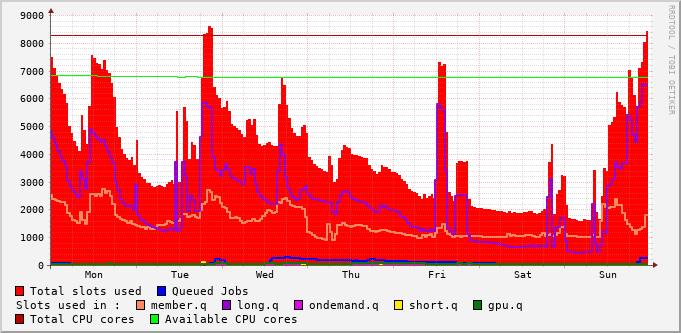 9000
8000
7000
6000
5000
4000
3000
2000
1000
0
Mon Tue Wed Thu Fri Sat Sun
RRDTOOL / TOBI OETIKER
Total slots used Queued Jobs
Slots used in : member.q long.q ondemand.q short.q gpu.q
Total CPU cores Available CPU cores